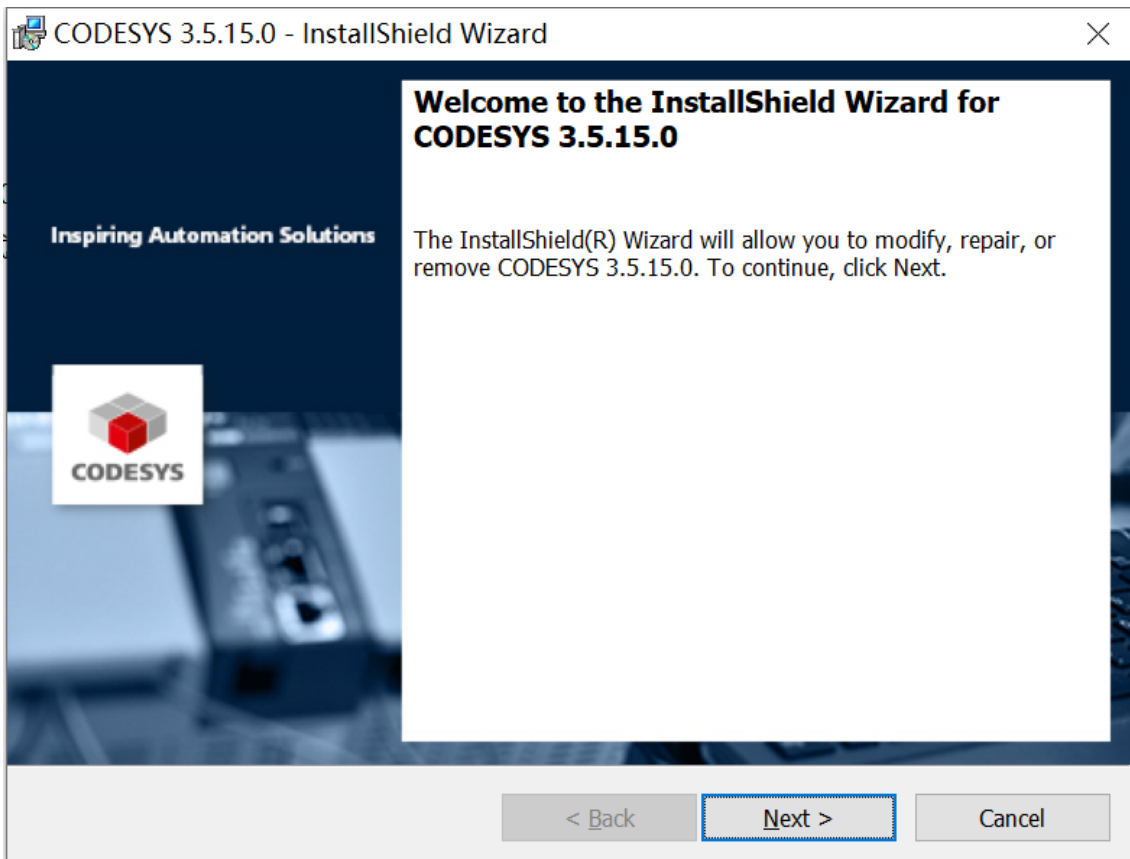 CODESYS 3.5.15.0 - InstallShield Wizard
Welcome to the InstallShield Wizard for
CODESYS 3.5.15.0
Inspiring Automation Solutions
The InstallShield(R) Wizard will allow you to modify, repair, or
remove CODESYS 3.5.15.0. To continue, click Next.
CODESYS
< Back
Next >
Cancel